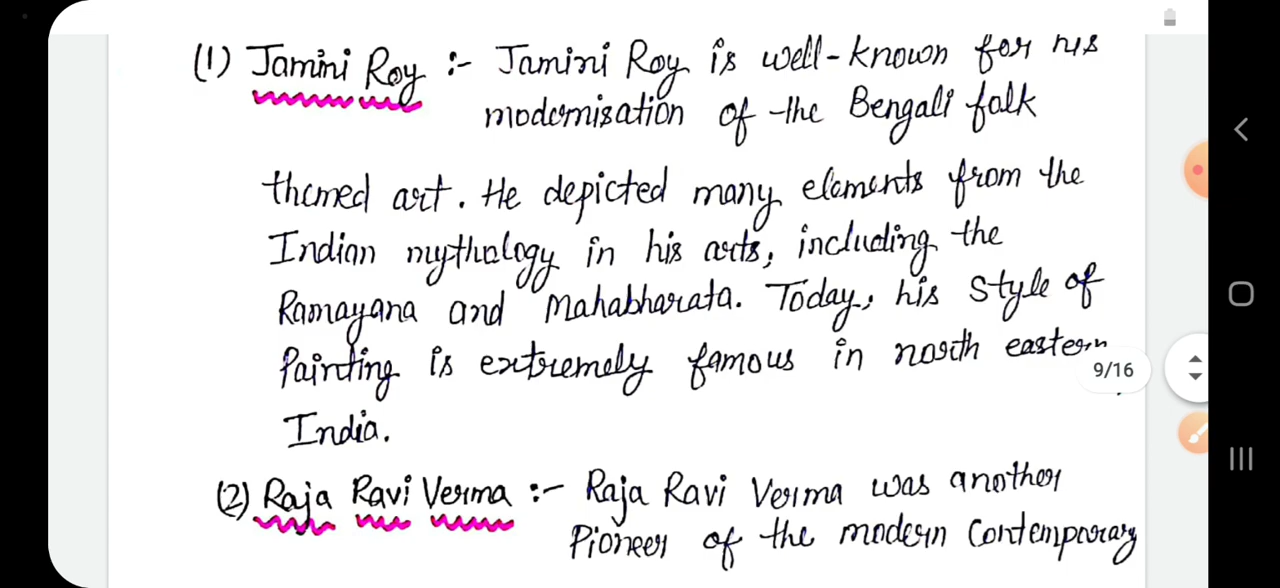 (1) Jamini Roy :- Jamini Roy is well-known for his
modernisation of the Bengali folk
themed art. He depicted many elements from the
Indian mythology in his arts, including the
Ramayana and Mahabharata. Today, his style of
Painting is extremely famous in north eastern
9/16
India.
(2) Raja Ravi Verma :- Raja Ravi Verma was another
Pioneer of the modern Contemporary